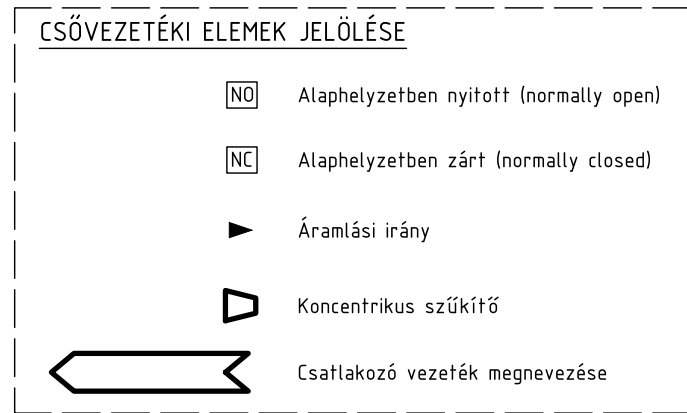 CSŐVEZETÉKI ELEMEK JELÖLÉSE
NO Alaphelyzetben nyitott (normally open)
NC Alaphelyzetben zárt (normally closed)
Áramlási irány
Koncentrikus szűkítő
Csatlakozó vezeték megnevezése